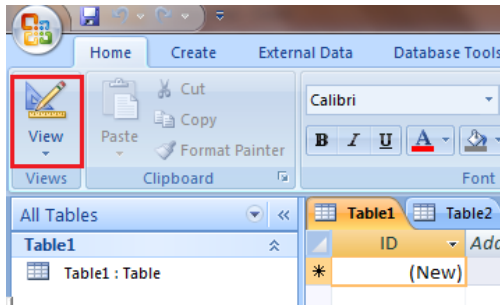 Home Create External Data Database Tools
View
Paste
Cut
Copy
Format Painter
Calibri
B I U A
Views Clipboard Font
All Tables
Table1
Table1 : Table
Table1 Table2
ID
(New)